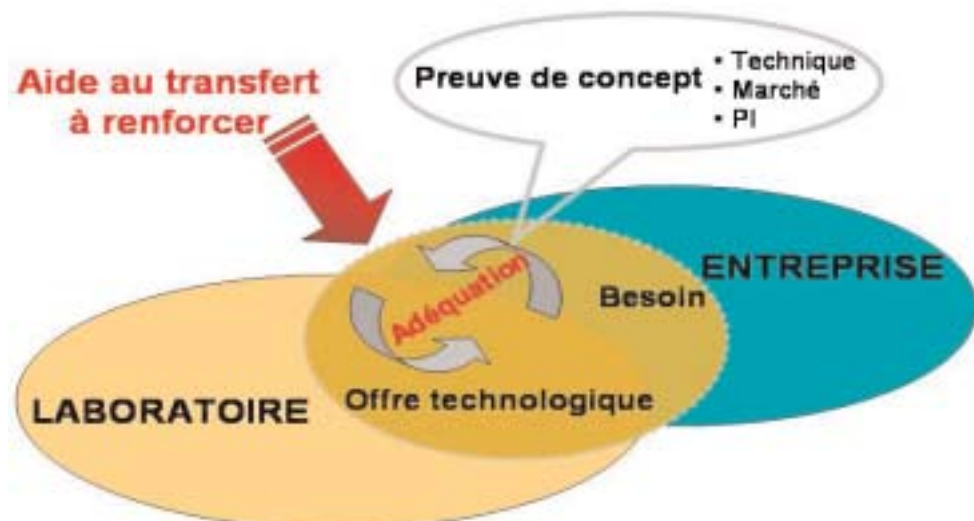 Aide au transfert
à renforcer
Preuve de concept
• Technique
• Marché
• PI
ENTREPRISE
Adéquation
Besoin
Offre technologique
LABORATOIRE